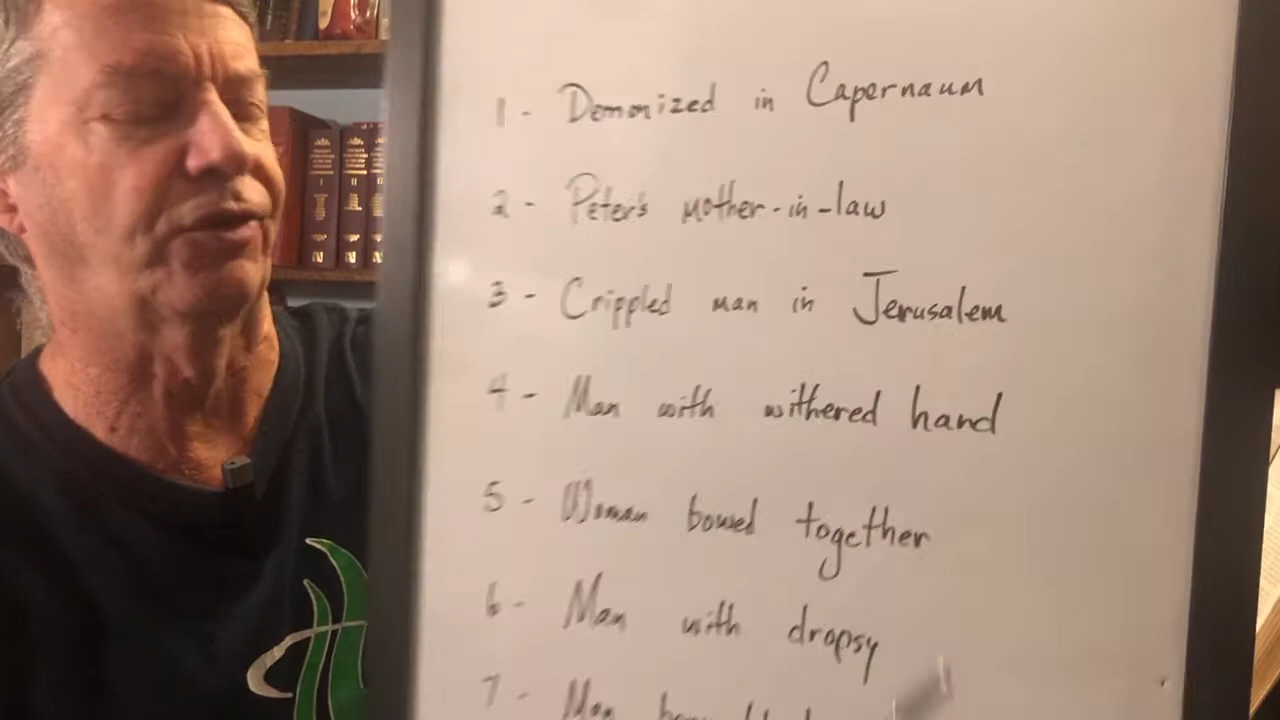 1 - Demonized in Capernaum
2 - Peter's mother-in-law
3 - Crippled man in Jerusalem
4 - Man with withered hand
5 - Woman bowed together
6 - Man with dropsy
7 - Man
I
II